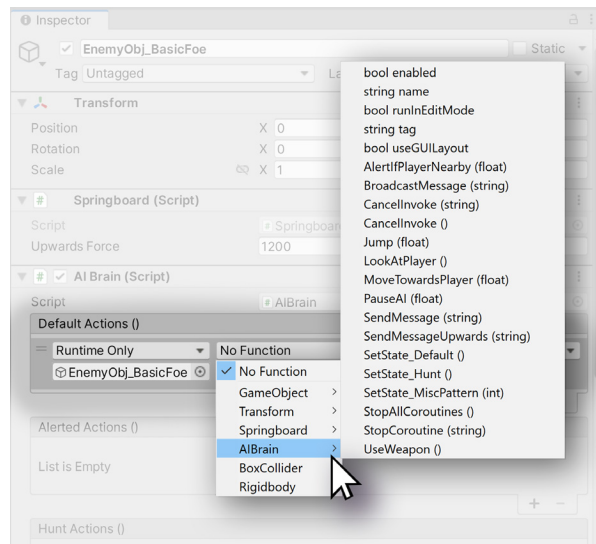 Inspector
EnemyObj_BasicFoe
Static
Tag Untagged
La
Transform
Position X 0
Rotation X 0
Scale X 1
# Springboard (Script)
Script # Springboar
Upwards Force 1200
# AI Brain (Script)
Script # AIBrain
Default Actions ()
Runtime Only
No Function
EnemyObj_BasicFoe
No Function
GameObject >
Transform >
Springboard >
AIBrain >
BoxCollider
Rigidbody
bool enabled
string name
bool runInEditMode
string tag
bool useGUILayout
AlertIfPlayerNearby (float)
BroadcastMessage (string)
CancelInvoke (string)
CancelInvoke ()
Jump (float)
LookAtPlayer ()
MoveTowardsPlayer (float)
PauseAI (float)
SendMessage (string)
SendMessageUpwards (string)
SetState_Default ()
SetState_Hunt ()
SetState_MiscPattern (int)
StopAllCoroutines ()
StopCoroutine (string)
UseWeapon ()
Alerted Actions ()
List is Empty
+ −
Hunt Actions ()